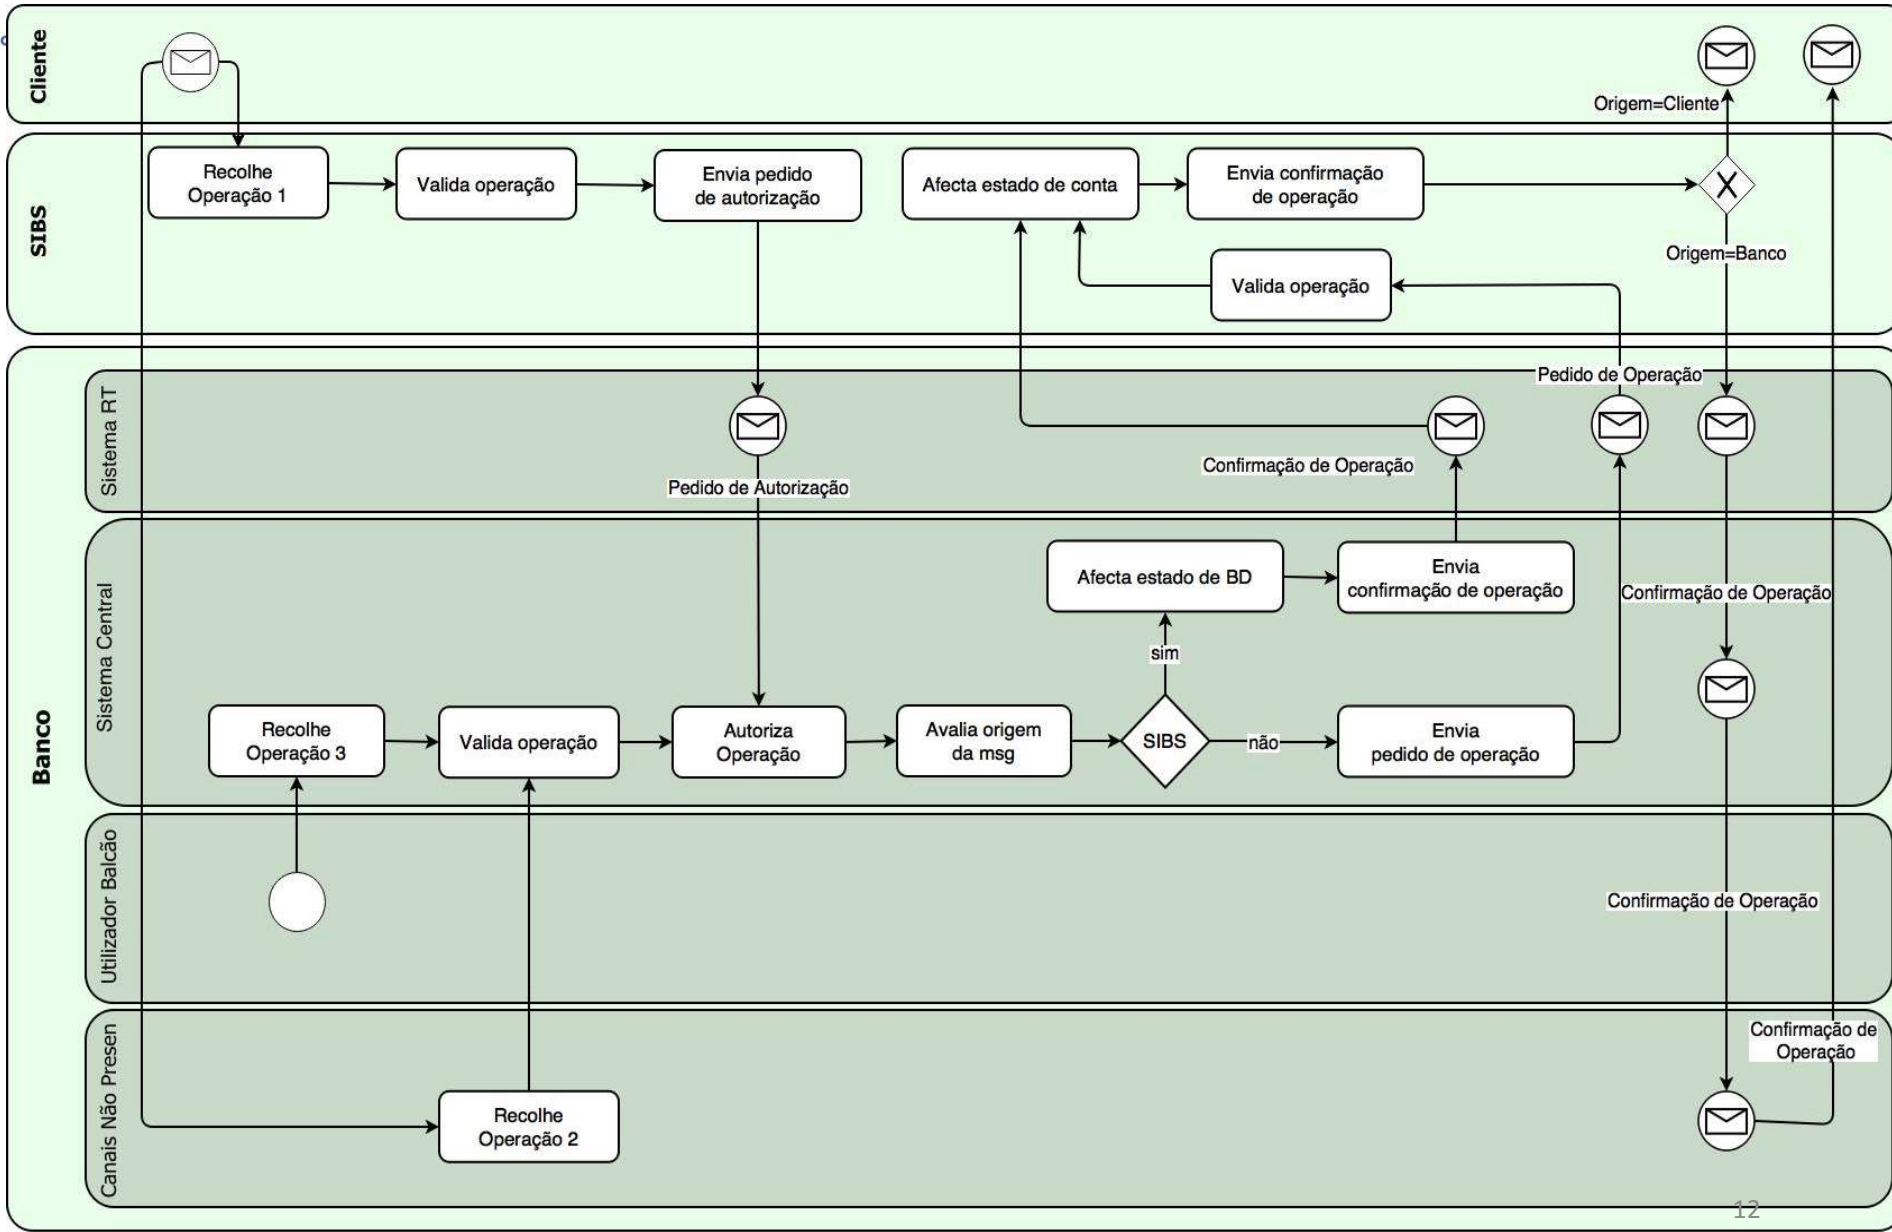 Cliente
Origem=Cliente
SIBS
Recolhe
Operação 1
Valida operação
Envia pedido
de autorização
Afecta estado de conta
Envia confirmação
de operação
X
Origem=Banco
Valida operação
Banco
Sistema RT
Pedido de Operação
Confirmação de Operação
Pedido de Autorização
Sistema Central
Afecta estado de BD
Envia
confirmação de operação
Confirmação de Operação
sim
Recolhe
Operação 3
Valida operação
Autoriza
Operação
Avalia origem
da msg
SIBS
não
Envia
pedido de operação
Utilizador Balcão
Confirmação de Operação
Canais Não Presen
Confirmação de
Operação
Recolhe
Operação 2
12